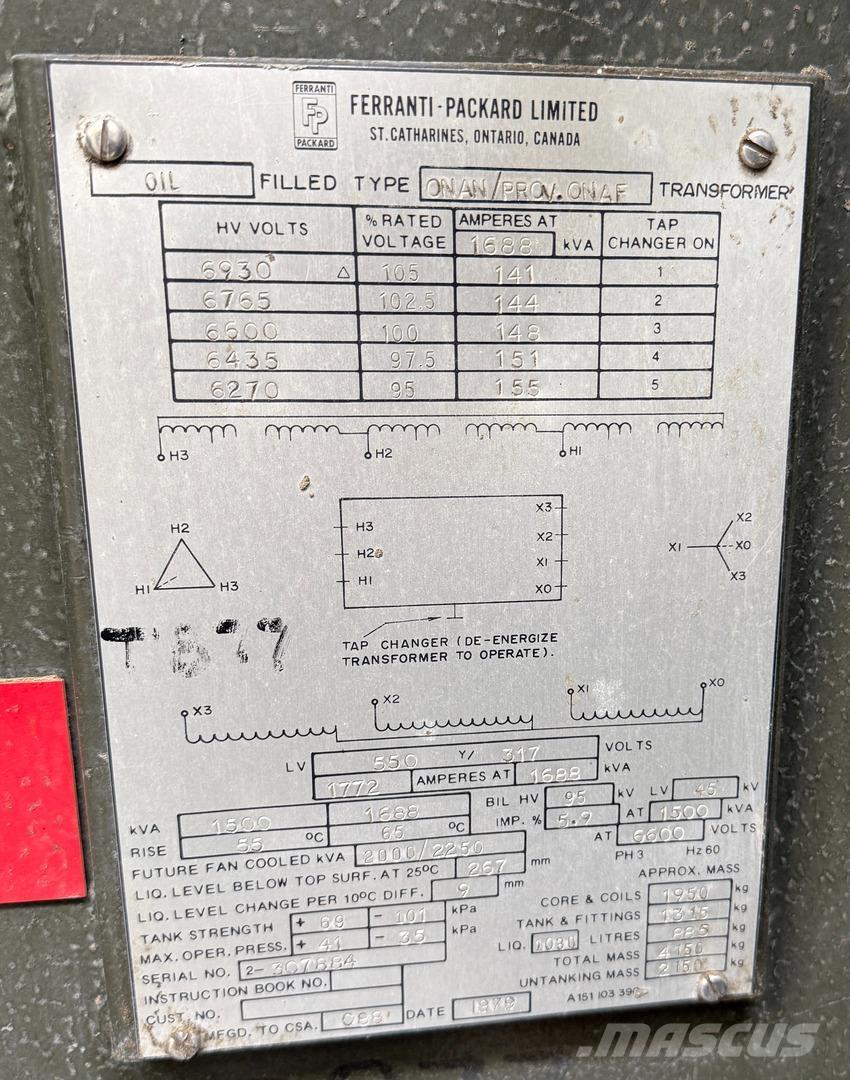 FERRANTI
FP
PACKARD
FERRANTI-PACKARD LIMITED
ST. CATHARINES, ONTARIO, CANADA
OIL FILLED TYPE ONAN/PROV. ONAF TRANSFORMER
HV VOLTS % RATED VOLTAGE AMPERES AT 1688 kVA TAP CHANGER ON
6930 △ 105 141 1
6765 102.5 144 2
6600 100 148 3
6435 97.5 151 4
6270 95 155 5
H3 H2 H1
H2
H1 H3
H3
H2
H1
X3
X2
X1
X0
X2
X1 X0
X3
TAP CHANGER (DE-ENERGIZE
TRANSFORMER TO OPERATE).
X3 X2 X1 X0
LV 550 Y/ 317 VOLTS
1772 AMPERES AT 1688 kVA
kVA 1500 1688
RISE 55 °C 65 °C
BIL HV 95 kV LV 45 kV
IMP. % 5.9 AT 1500 kVA
AT 6600 VOLTS
PH 3 Hz 60
FUTURE FAN COOLED kVA 2000/2250
LIQ. LEVEL BELOW TOP SURF. AT 25°C 267 mm
LIQ. LEVEL CHANGE PER 10°C DIFF. 9 mm
TANK STRENGTH + 69 - 101 kPa
MAX. OPER. PRESS. + 41 - 35 kPa
SERIAL NO. 2-307884
INSTRUCTION BOOK NO.
CUST. NO.
MFGD. TO CSA. C88 DATE 1979
APPROX. MASS
CORE & COILS 1950 kg
TANK & FITTINGS 1315 kg
LIQ. 1030 LITRES 885 kg
TOTAL MASS 4150 kg
UNTANKING MASS 2150 kg
A151 103 39
MASCUS